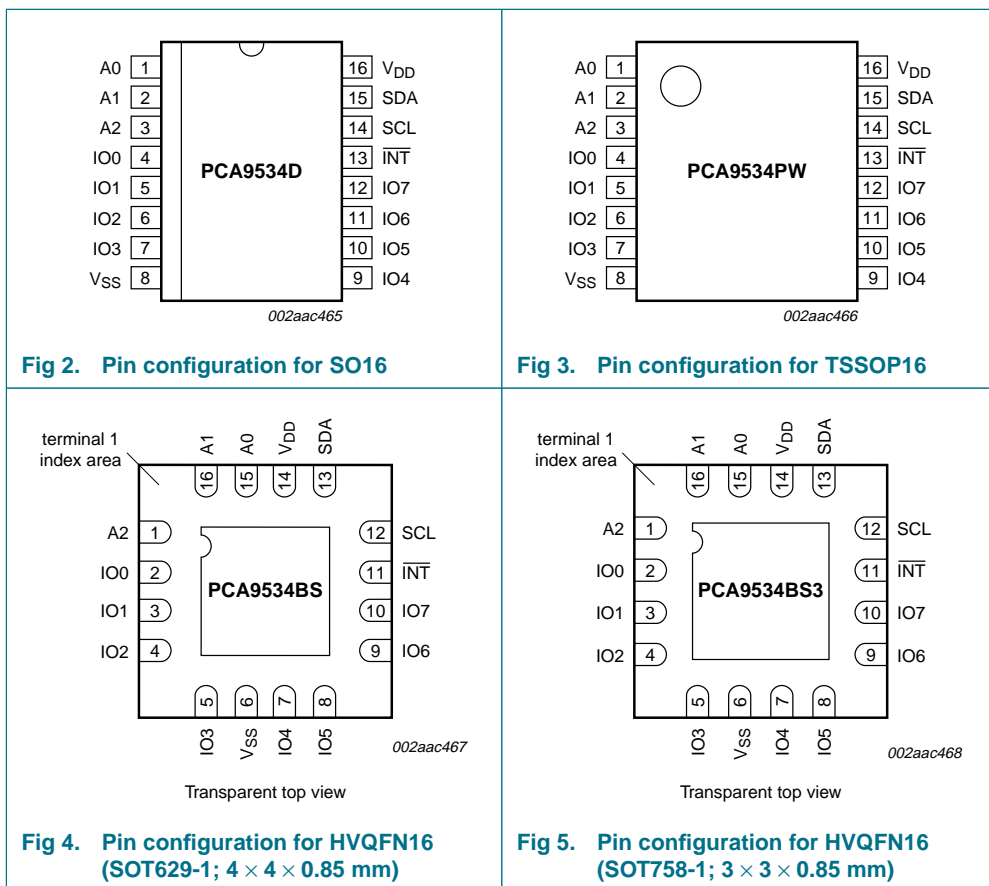 A0 1 16 VDD
A1 2 15 SDA
A2 3 14 SCL
IO0 4 13 INT
PCA9534D
IO1 5 12 IO7
IO2 6 11 IO6
IO3 7 10 IO5
VSS 8 9 IO4
002aac465
Fig 2. Pin configuration for SO16
A0 1 16 VDD
A1 2 15 SDA
A2 3 14 SCL
IO0 4 13 INT
PCA9534PW
IO1 5 12 IO7
IO2 6 11 IO6
IO3 7 10 IO5
VSS 8 9 IO4
002aac466
Fig 3. Pin configuration for TSSOP16
terminal 1
index area
A1 A0 VDD SDA
16 15 14 13
A2 1 12 SCL
IO0 2 11 INT
PCA9534BS
IO1 3 10 IO7
IO2 4 9 IO6
5 6 7 8
IO3 VSS IO4 IO5
002aac467
Transparent top view
Fig 4. Pin configuration for HVQFN16
(SOT629-1; 4 × 4 × 0.85 mm)
terminal 1
index area
A1 A0 VDD SDA
16 15 14 13
A2 1 12 SCL
IO0 2 11 INT
PCA9534BS3
IO1 3 10 IO7
IO2 4 9 IO6
5 6 7 8
IO3 VSS IO4 IO5
002aac468
Transparent top view
Fig 5. Pin configuration for HVQFN16
(SOT758-1; 3 × 3 × 0.85 mm)